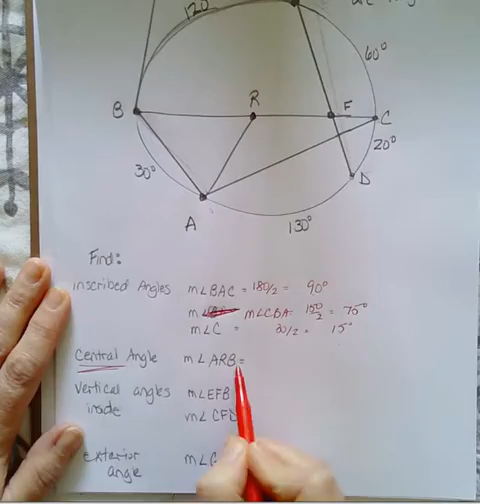 120
60°
B
R
F
C
20°
30°
D
A
130°
Find:
Inscribed Angles m∠BAC = 180/2 = 90°
m∠ m∠CBA = 150/2 = 75°
m∠C = 30/2 = 15°
Central Angle m∠ARB =
Vertical angles m∠EFB
inside m∠CFD
exterior m∠
angle